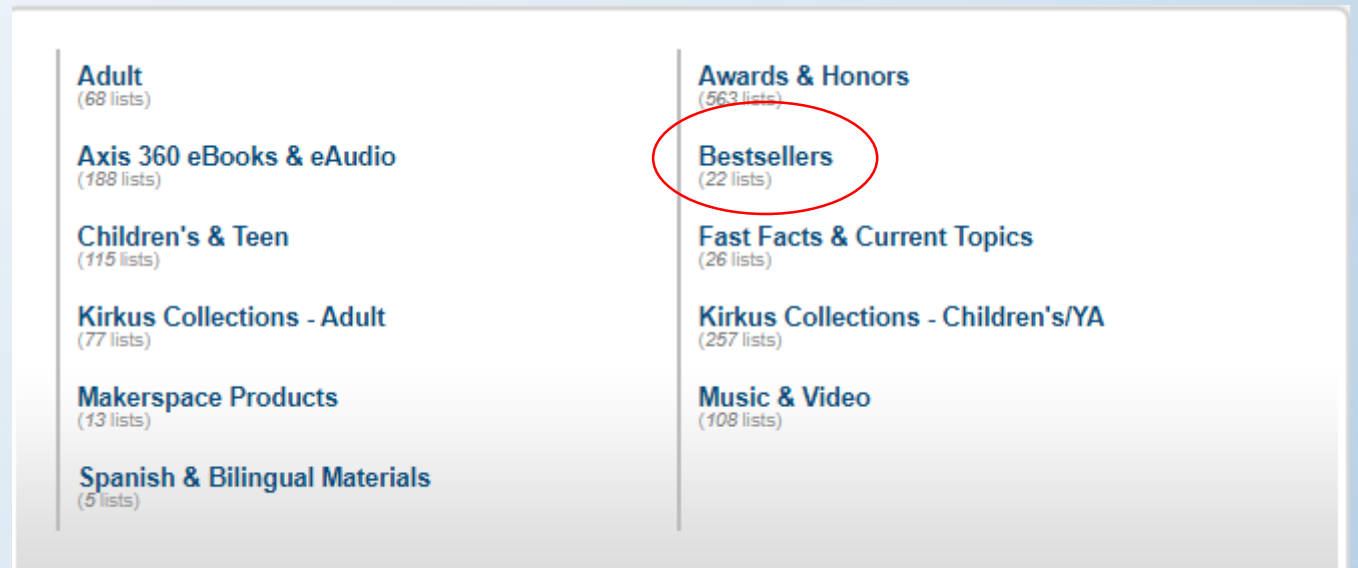 Adult
(68 lists)
Axis 360 eBooks & eAudio
(188 lists)
Children's & Teen
(115 lists)
Kirkus Collections - Adult
(77 lists)
Makerspace Products
(13 lists)
Spanish & Bilingual Materials
(5 lists)
Awards & Honors
(563 lists)
Bestsellers
(22 lists)
Fast Facts & Current Topics
(26 lists)
Kirkus Collections - Children's/YA
(257 lists)
Music & Video
(108 lists)